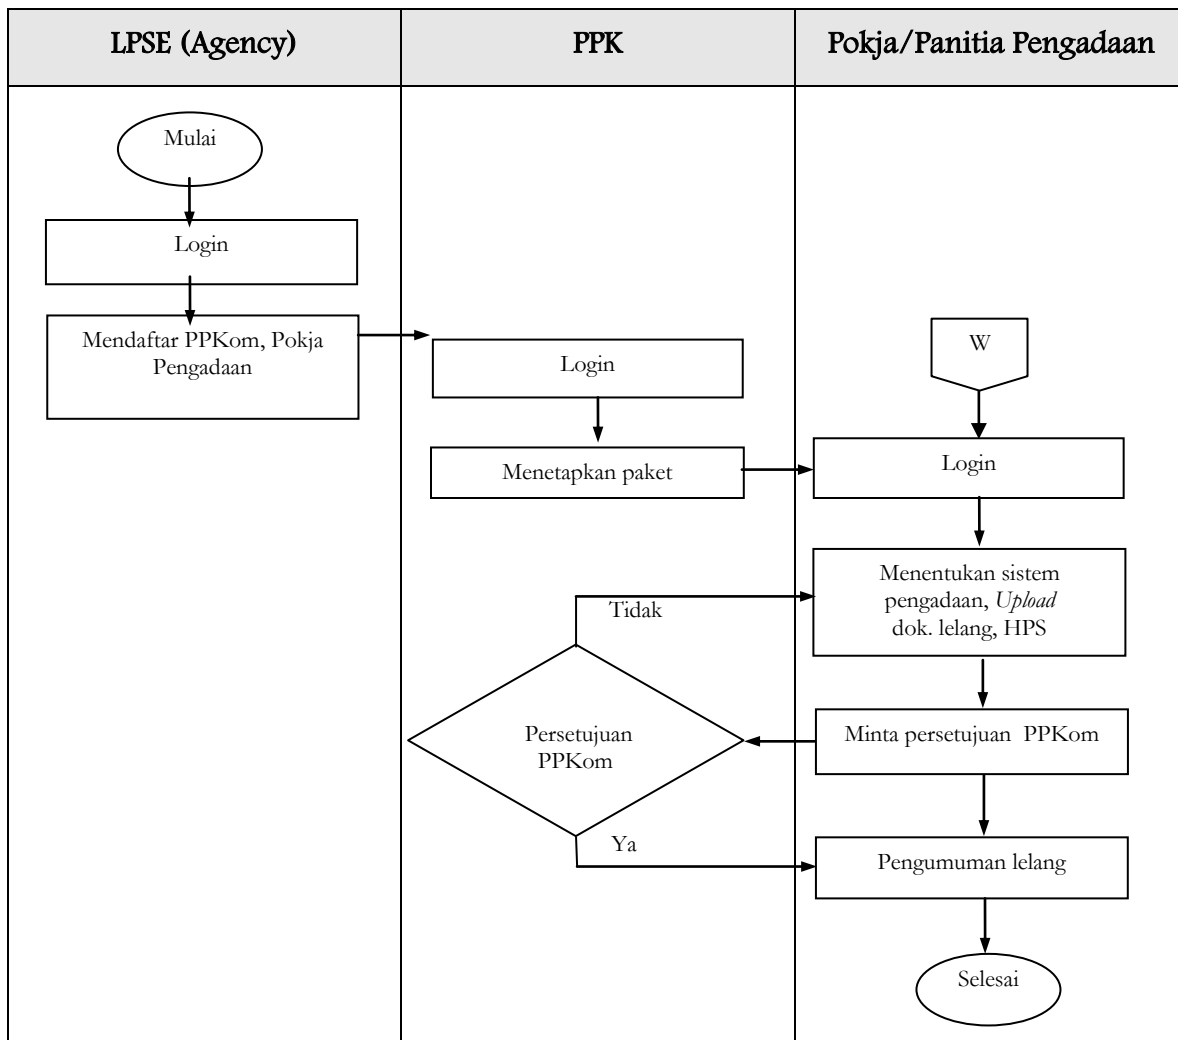 LPSE (Agency)
PPK
Pokja/Panitia Pengadaan
Mulai
Login
Mendaftar PPKom, Pokja
Pengadaan
Login
Menetapkan paket
W
Login
Menentukan sistem
pengadaan, Upload
dok. lelang, HPS
Tidak
Persetujuan
PPKom
Minta persetujuan PPKom
Ya
Pengumuman lelang
Selesai